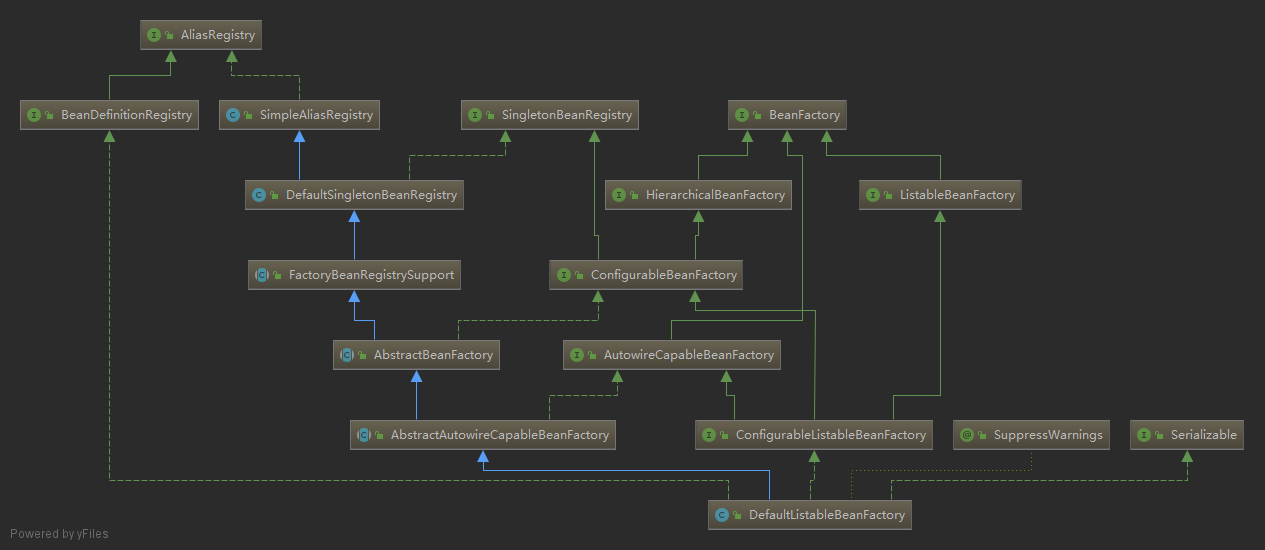 AliasRegistry
BeanDefinitionRegistry
SimpleAliasRegistry
SingletonBeanRegistry
BeanFactory
DefaultSingletonBeanRegistry
HierarchicalBeanFactory
ListableBeanFactory
FactoryBeanRegistrySupport
ConfigurableBeanFactory
AbstractBeanFactory
AutowireCapableBeanFactory
AbstractAutowireCapableBeanFactory
ConfigurableListableBeanFactory
SuppressWarnings
Serializable
DefaultListableBeanFactory
Powered by yFiles